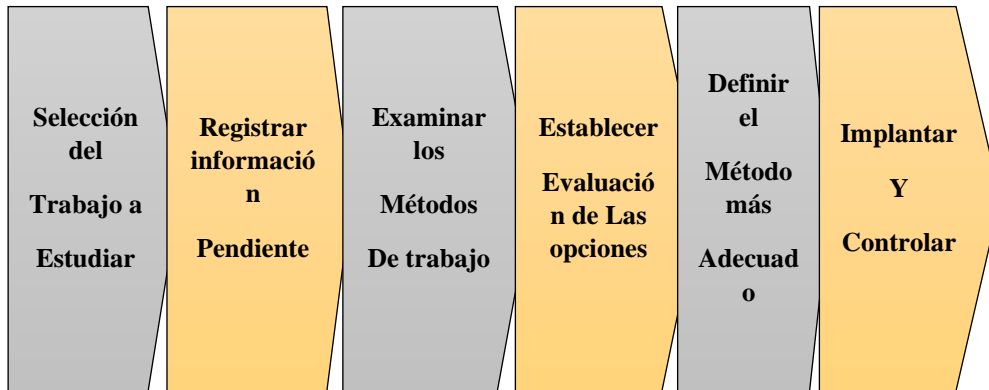 Selección
del
Trabajo a
Estudiar
Registrar
informació
n
Pendiente
Examinar
los
Métodos
De trabajo
Establecer
Evaluació
n de Las
opciones
Definir
el
Método
más
Adecuad
o
Implantar
Y
Controlar